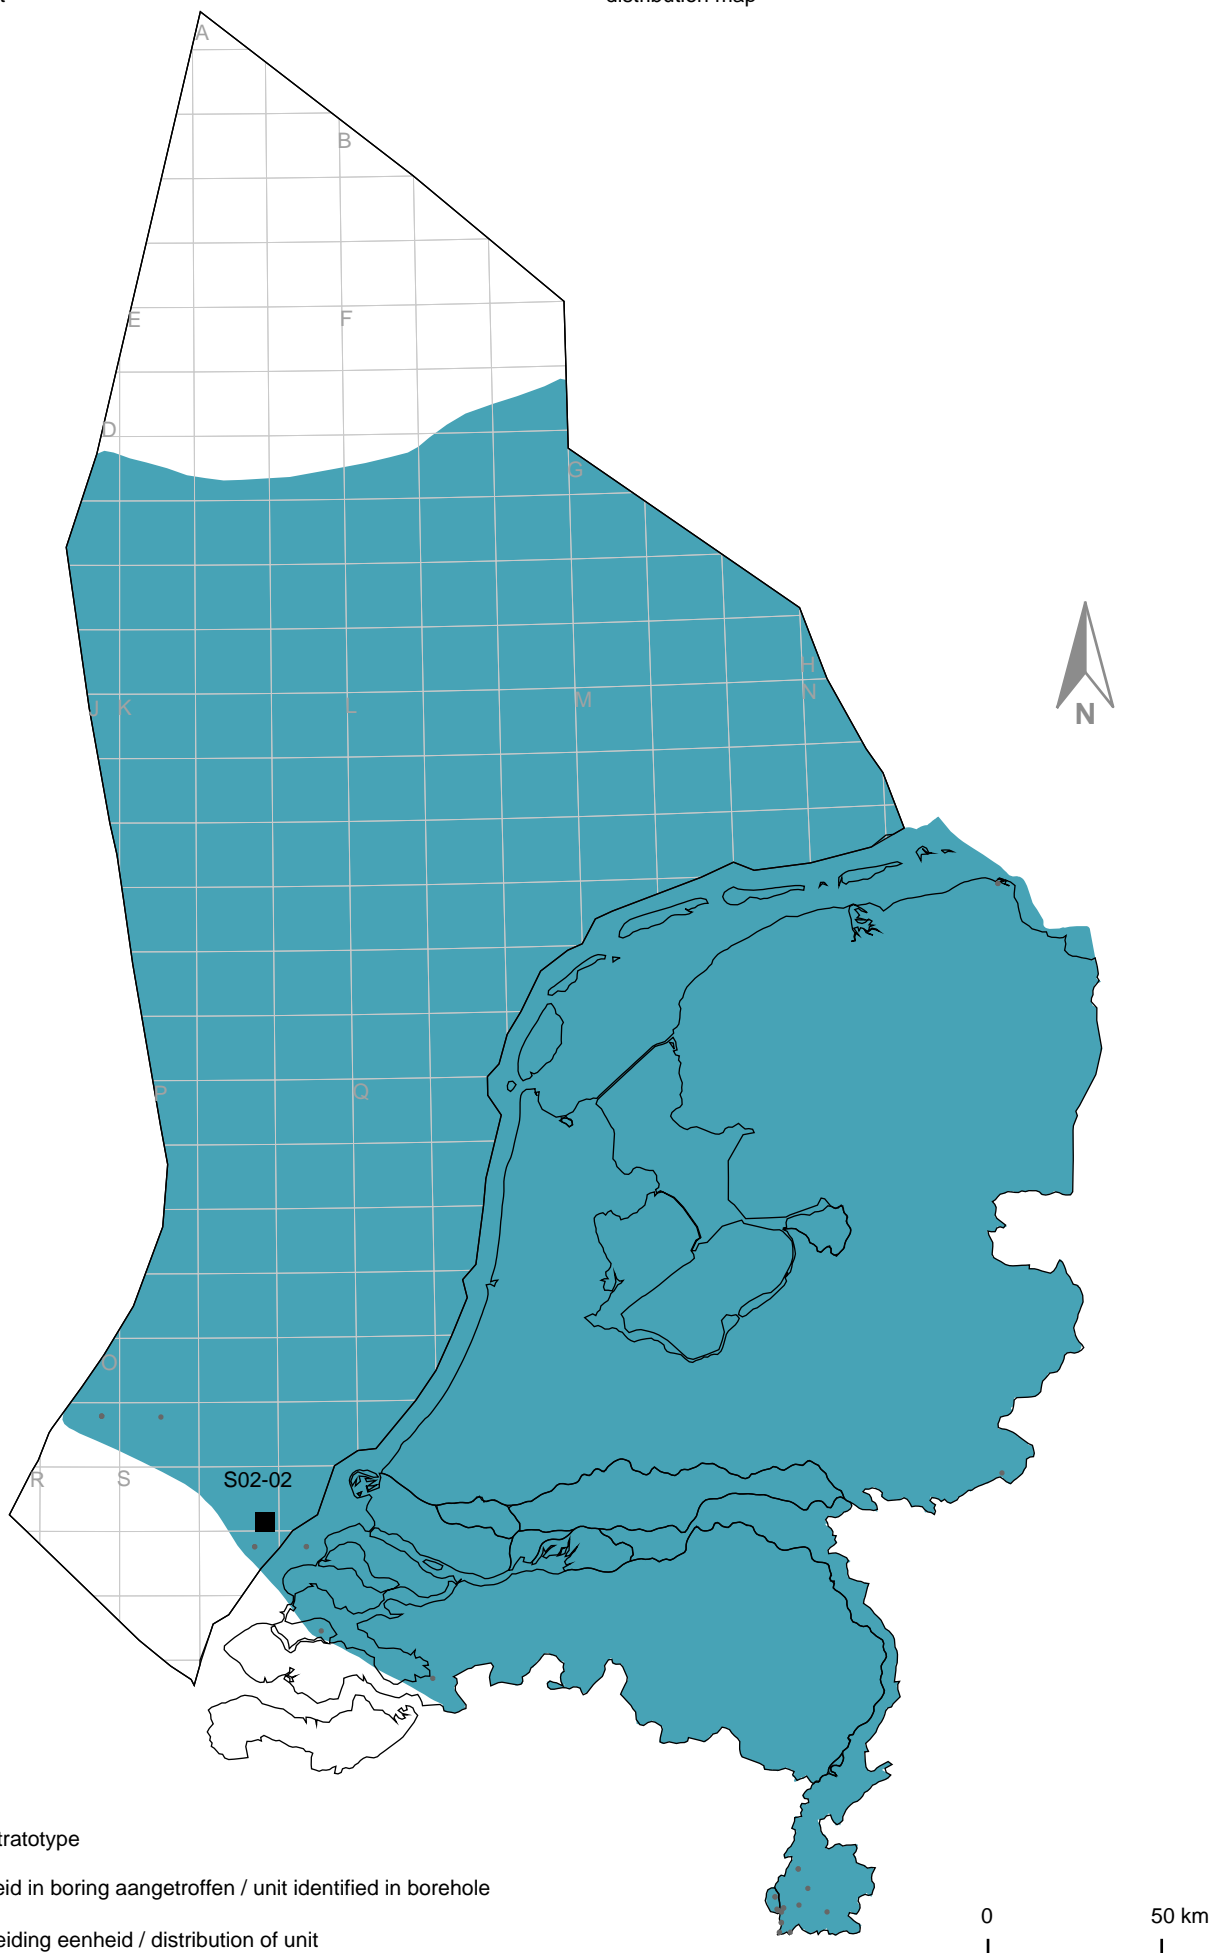 A
B
E
F
D
G
H
N
J K
L
M
N
P
Q
O
R
S
S02-02
tratotype
eid in boring aangetroffen / unit identified in borehole
eiding eenheid / distribution of unit
0
50 km